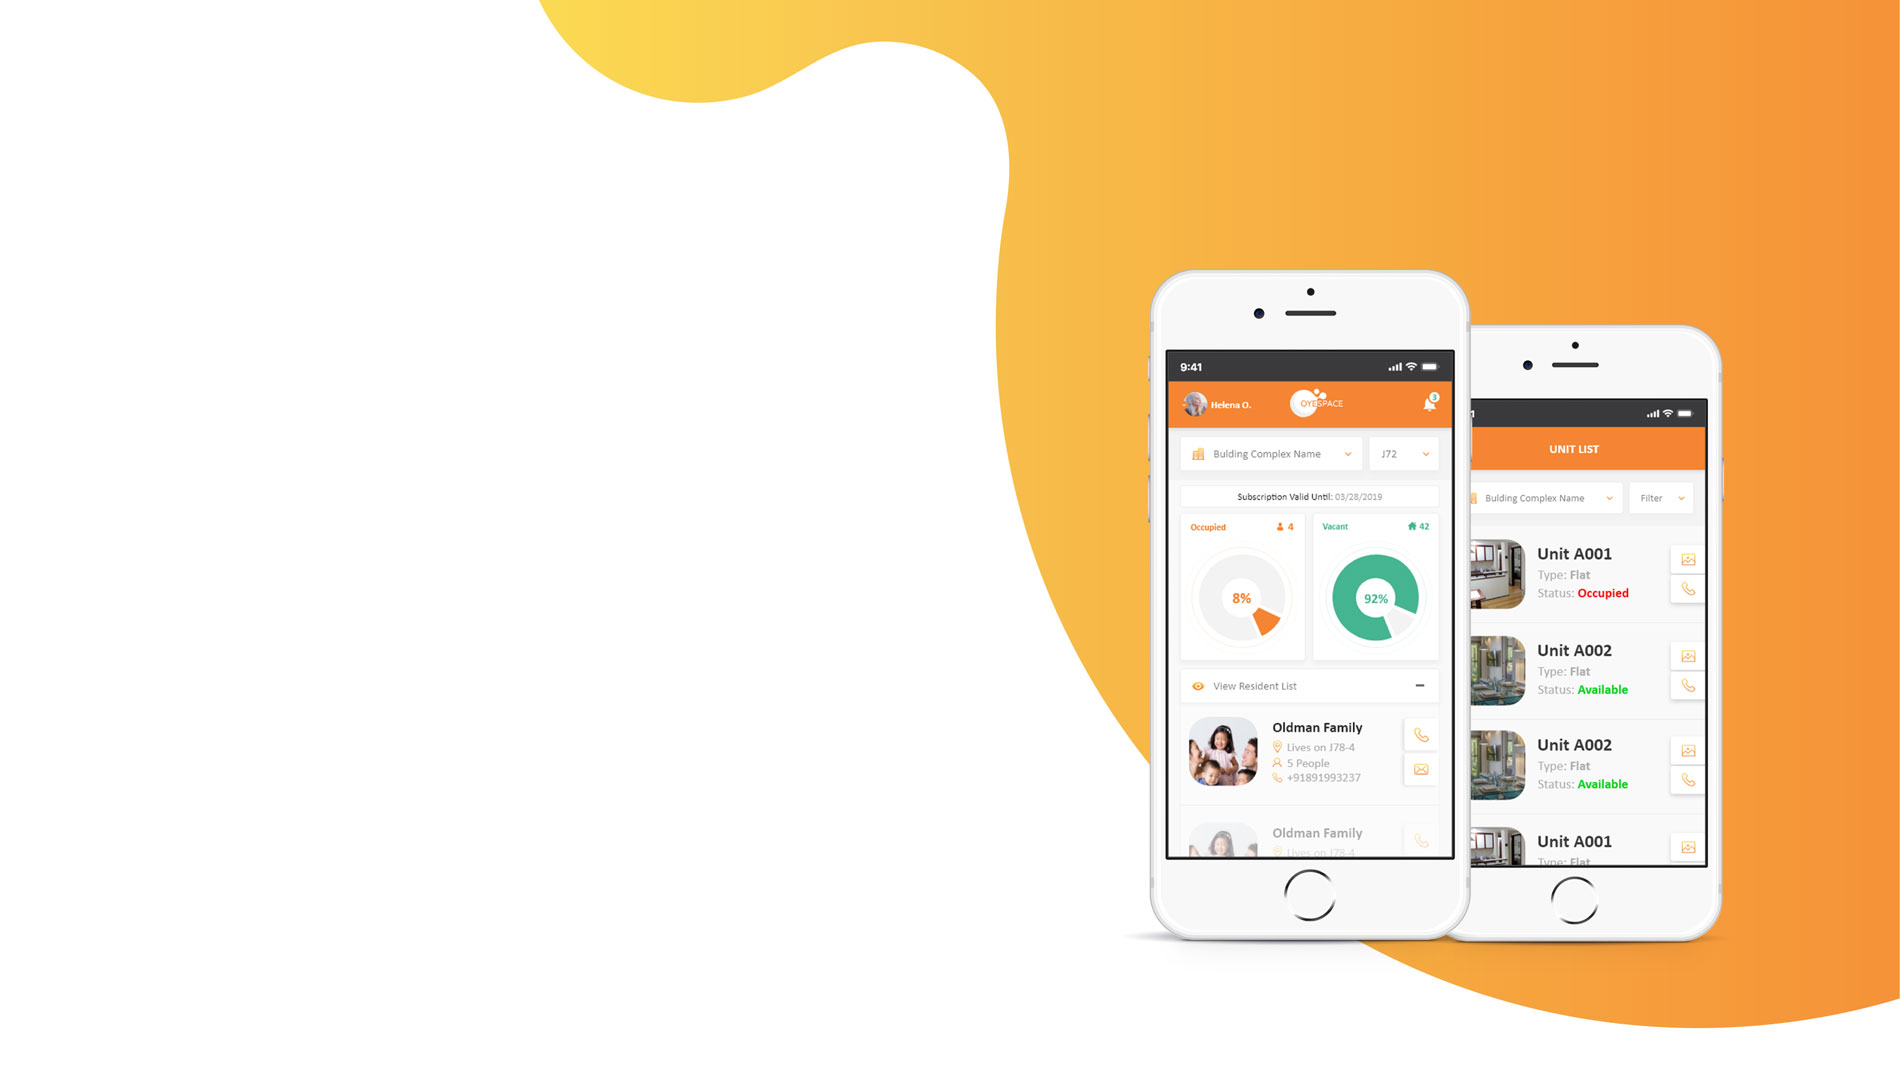 9:41
Helena O.
OYESPACE
3
Bulding Complex Name
J72
Subscription Valid Until: 03/28/2019
Occupied
4
Vacant
42
8%
92%
View Resident List
Oldman Family
Lives on J78-4
5 People
+91891993237
Oldman Family
Lives on J78-4
1
UNIT LIST
Bulding Complex Name
Filter
Unit A001
Type: Flat
Status: Occupied
Unit A002
Type: Flat
Status: Available
Unit A002
Type: Flat
Status: Available
Unit A001
Type: Flat